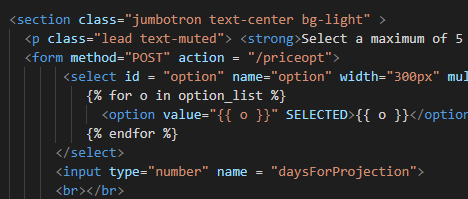 <section class="jumbotron text-center bg-light" >
<p class="lead text-muted"> <strong>Select a maximum of 5
<form method="POST" action = "/priceopt">
<select id = "option" name="option" width="300px" mul
{% for o in option_list %}
<option value="{{ o }}" SELECTED>{{ o }}</option
{% endfor %}
</select>
<input type="number" name = "daysForProjection">
<br></br>